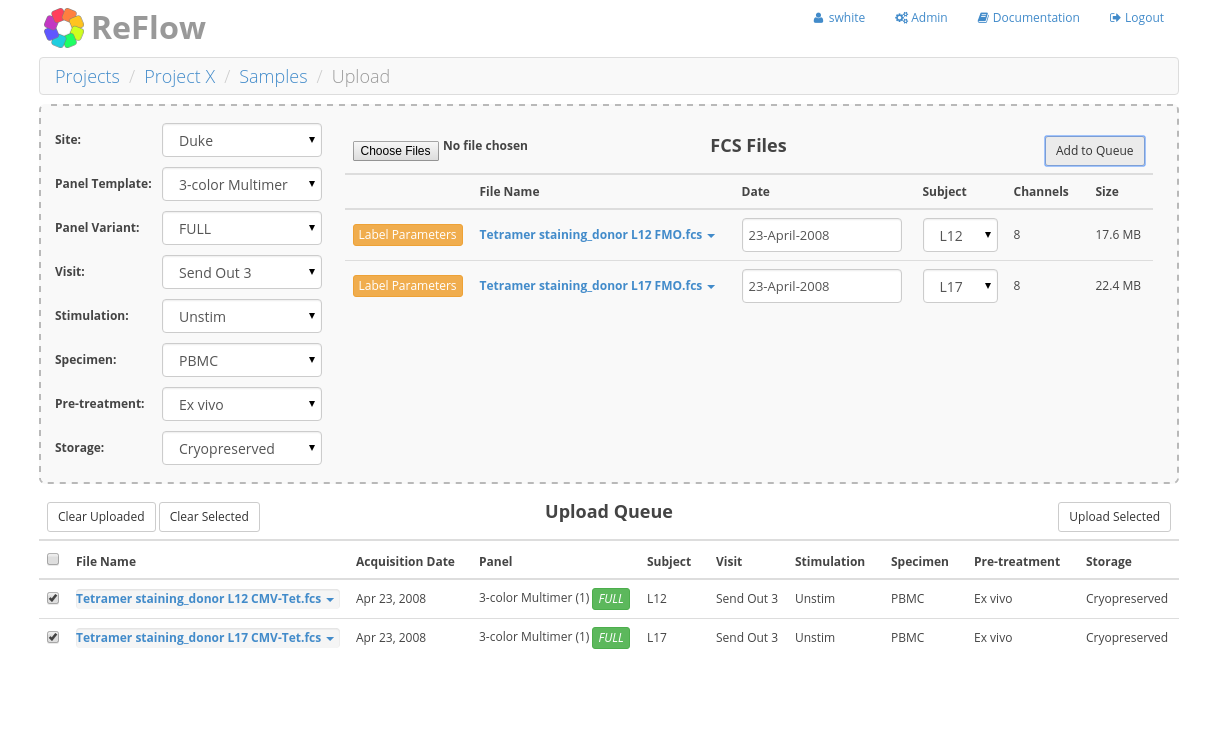 ReFlow
swhite Admin Documentation Logout
Projects / Project X / Samples / Upload
Site: Duke
Panel Template: 3-color Multimer
Panel Variant: FULL
Visit: Send Out 3
Stimulation: Unstim
Specimen: PBMC
Pre-treatment: Ex vivo
Storage: Cryopreserved
Choose Files No file chosen FCS Files Add to Queue
File Name Date Subject Channels Size
Label Parameters Tetramer staining_donor L12 FMO.fcs 23-April-2008 L12 8 17.6 MB
Label Parameters Tetramer staining_donor L17 FMO.fcs 23-April-2008 L17 8 22.4 MB
Clear Uploaded Clear Selected Upload Queue Upload Selected
File Name Acquisition Date Panel Subject Visit Stimulation Specimen Pre-treatment Storage
Tetramer staining_donor L12 CMV-Tet.fcs Apr 23, 2008 3-color Multimer (1) FULL L12 Send Out 3 Unstim PBMC Ex vivo Cryopreserved
Tetramer staining_donor L17 CMV-Tet.fcs Apr 23, 2008 3-color Multimer (1) FULL L17 Send Out 3 Unstim PBMC Ex vivo Cryopreserved